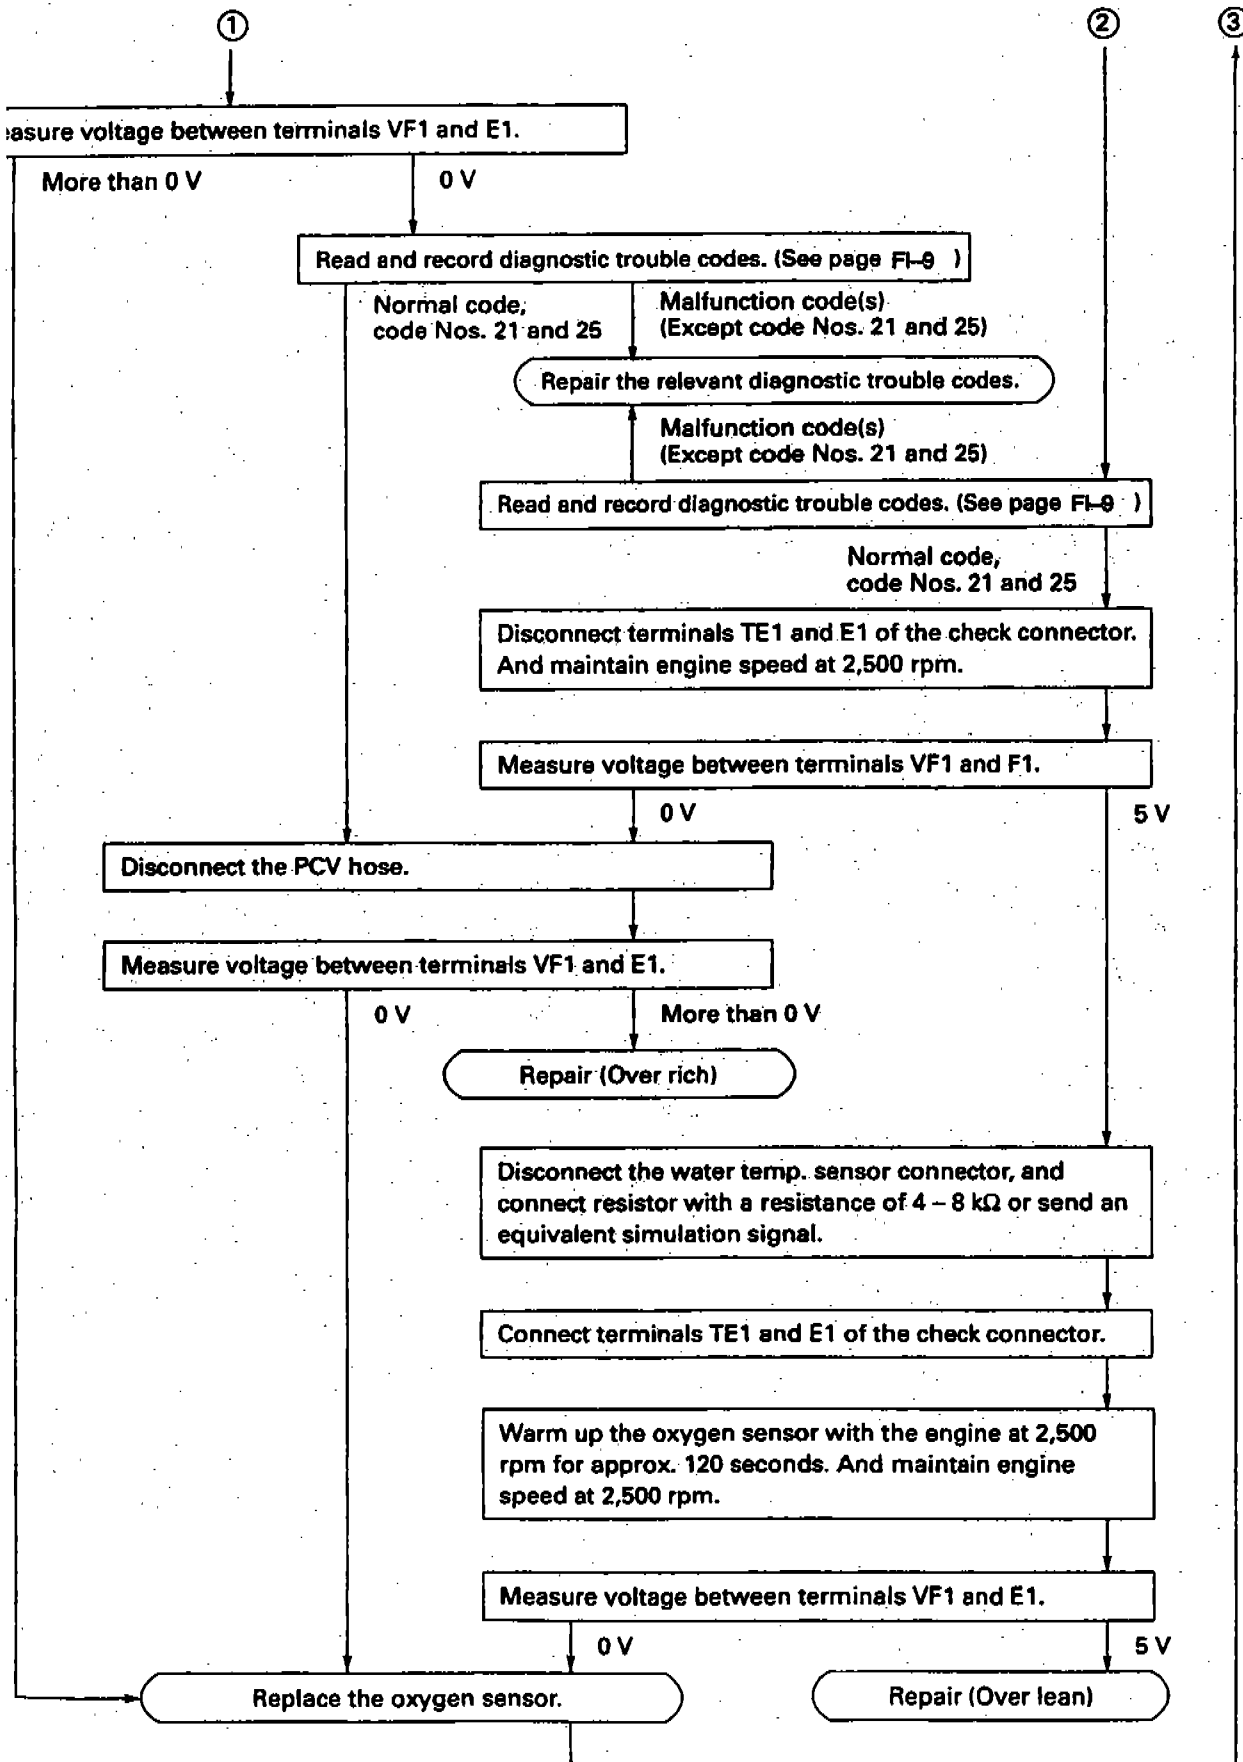 ① ② ③
easure voltage between terminals VF1 and E1.
More than 0 V 0 V
Read and record diagnostic trouble codes. (See page FI-9 )
Normal code,
code Nos. 21 and 25
Malfunction code(s)
(Except code Nos. 21 and 25)
Repair the relevant diagnostic trouble codes.
Malfunction code(s)
(Except code Nos. 21 and 25)
Read and record diagnostic trouble codes. (See page FI-9 )
Normal code,
code Nos. 21 and 25
Disconnect terminals TE1 and E1 of the check connector.
And maintain engine speed at 2,500 rpm.
Measure voltage between terminals VF1 and F1.
0 V 5 V
Disconnect the PCV hose.
Measure voltage between terminals VF1 and E1.
0 V More than 0 V
Repair (Over rich)
Disconnect the water temp. sensor connector, and
connect resistor with a resistance of 4 – 8 kΩ or send an
equivalent simulation signal.
Connect terminals TE1 and E1 of the check connector.
Warm up the oxygen sensor with the engine at 2,500
rpm for approx. 120 seconds. And maintain engine
speed at 2,500 rpm.
Measure voltage between terminals VF1 and E1.
0 V 5 V
Replace the oxygen sensor. Repair (Over lean)